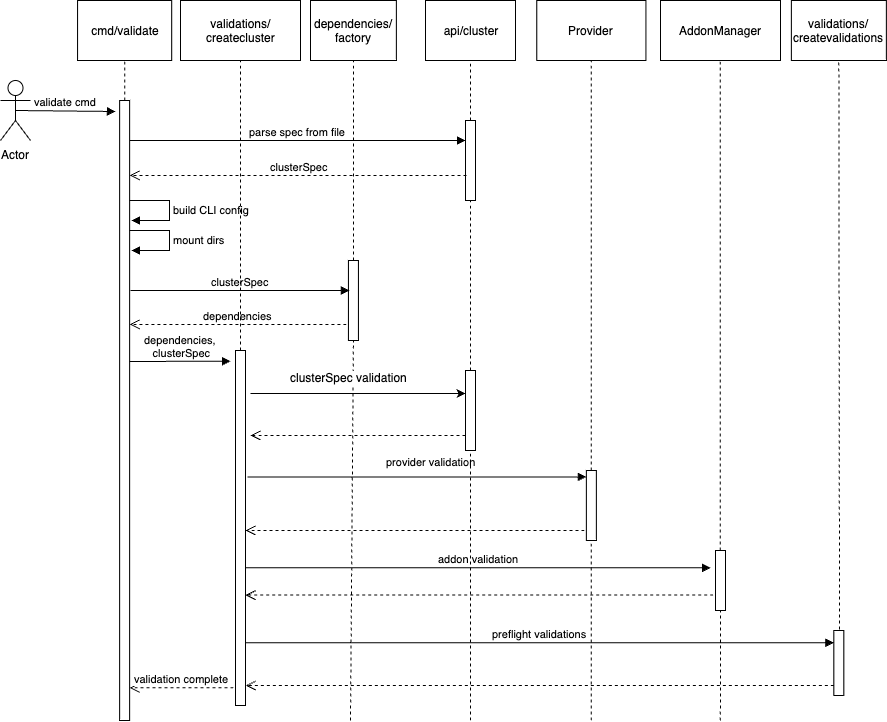 cmd/validate
validations/
createcluster
dependencies/
factory
api/cluster
Provider
AddonManager
validations/
createvalidations
validate cmd
Actor
parse spec from file
clusterSpec
build CLI config
mount dirs
clusterSpec
dependencies
dependencies,
clusterSpec
clusterSpec validation
provider validation
addon validation
preflight validations
validation complete